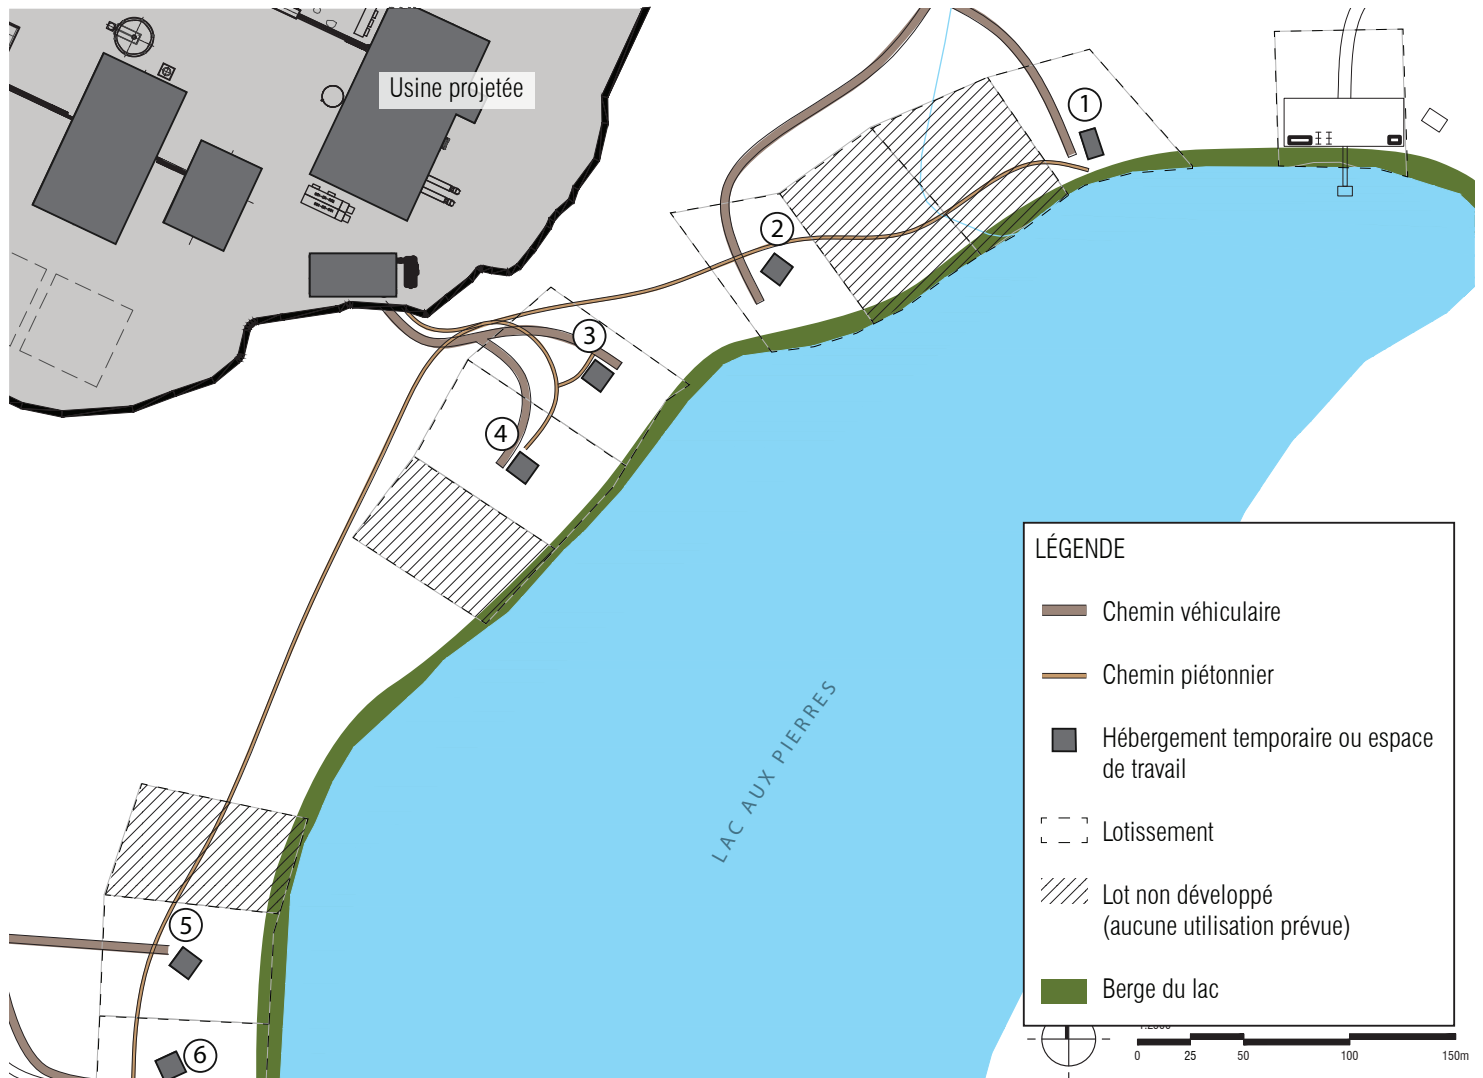 Usine projetée
1
2
3
4
5
6
LAC AUX PIERRES
LÉGENDE
Chemin véhiculaire
Chemin piétonnier
Hébergement temporaire ou espace
de travail
Lotissement
Lot non développé
(aucune utilisation prévue)
Berge du lac
0 25 50 100 150m